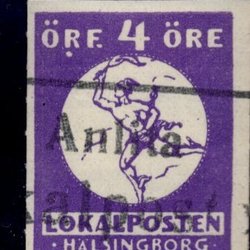 ÖRE 4 ÖRE
LOKALPOSTEN
· HÄLSINGBORG ·